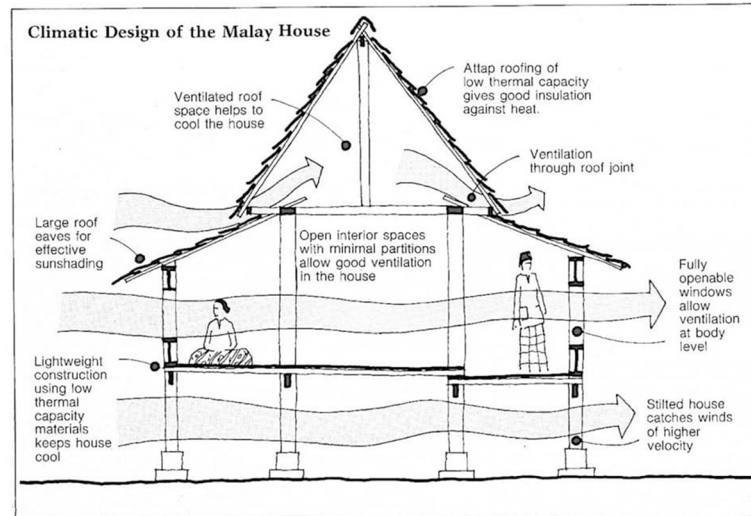 Climatic Design of the Malay House
Ventilated roof
space helps to
cool the house
Attap roofing of
low thermal capacity
gives good insulation
against heat.
Ventilation
through roof joint
Large roof
eaves for
effective
sunshading
Open interior spaces
with minimal partitions
allow good ventilation
in the house
Fully
openable
windows
allow
ventilation
at body
level
Lightweight
construction
using low
thermal
capacity
materials
keeps house
cool
Stilted house
catches winds
of higher
velocity